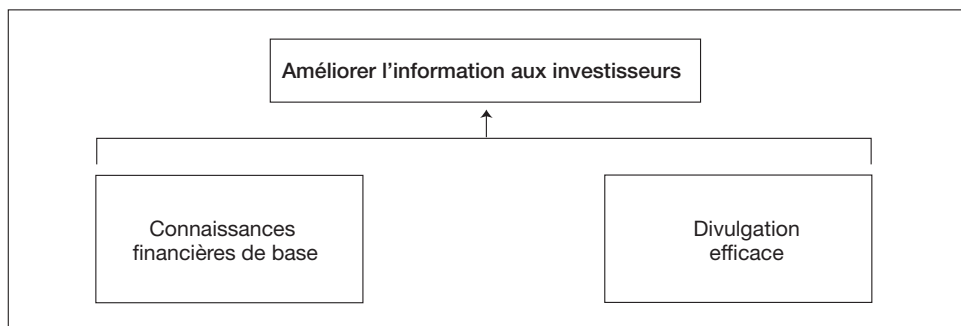 Améliorer l’information aux investisseurs
Connaissances
financières de base
Divulgation
efficace